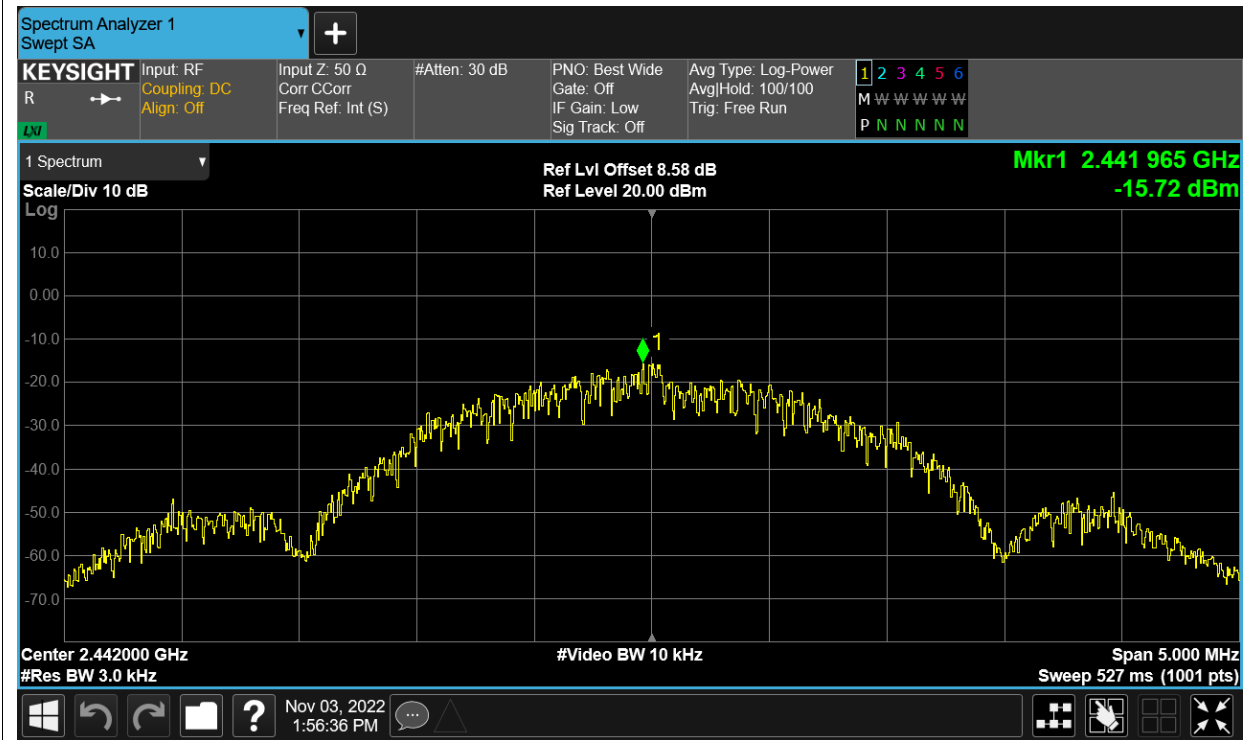 Spectrum Analyzer 1
Swept SA
KEYSIGHT
R
LXI
Input: RF
Coupling: DC
Align: Off
Input Z: 50 Ω
Corr CCorr
Freq Ref: Int (S)
#Atten: 30 dB
PNO: Best Wide
Gate: Off
IF Gain: Low
Sig Track: Off
Avg Type: Log-Power
Avg|Hold: 100/100
Trig: Free Run
1 2 3 4 5 6
M W W W W W
P N N N N N
1 Spectrum
Scale/Div 10 dB
Ref Lvl Offset 8.58 dB
Ref Level 20.00 dBm
Mkr1 2.441 965 GHz
-15.72 dBm
Log
10.0
0.00
-10.0
-20.0
-30.0
-40.0
-50.0
-60.0
-70.0
1
Center 2.442000 GHz
#Res BW 3.0 kHz
#Video BW 10 kHz
Span 5.000 MHz
Sweep 527 ms (1001 pts)
?
Nov 03, 2022
1:56:36 PM